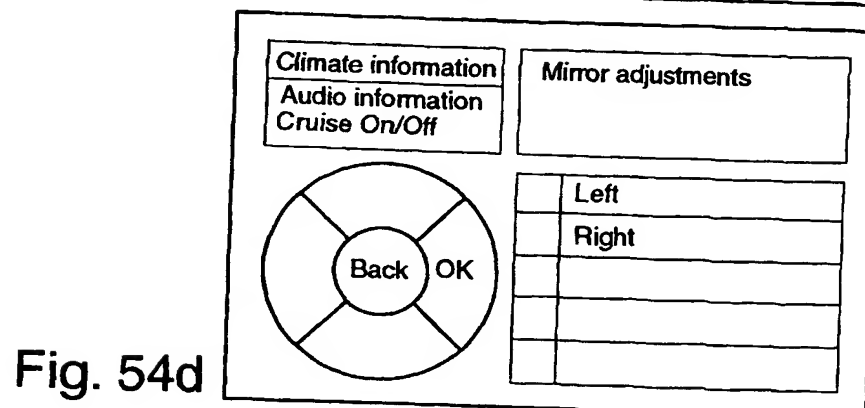 Climate information
Audio information
Cruise On/Off
Mirror adjustments
Back
OK
Left
Right
Fig. 54d